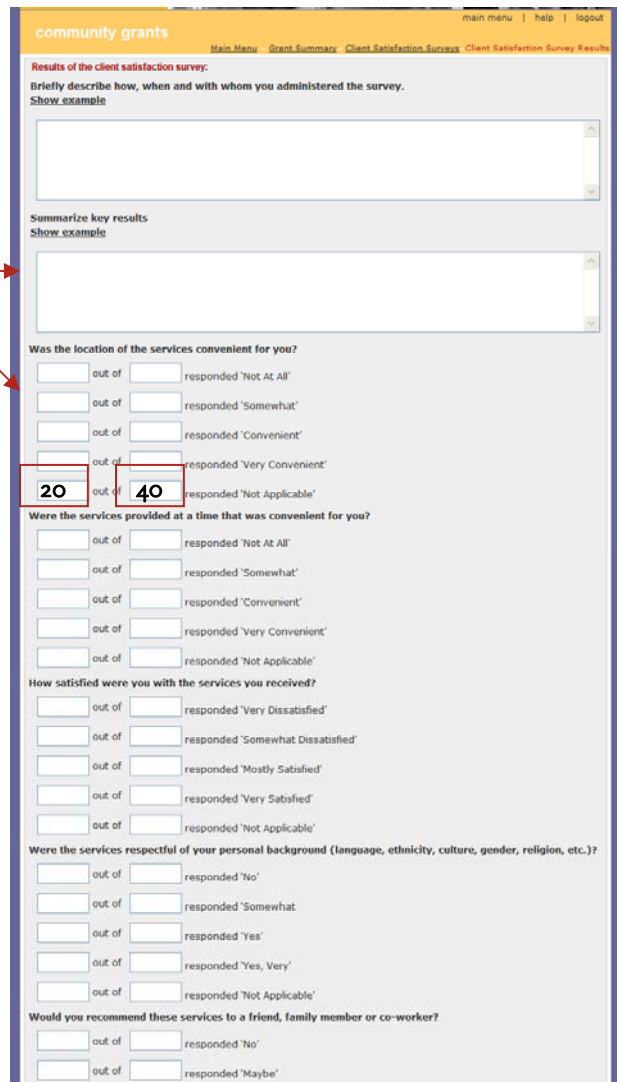 main menu | help | logout
community grants
Main Menu - Grant Summary - Client Satisfaction Surveys - Client Satisfaction Survey Results
Results of the client satisfaction survey:
Briefly describe how, when and with whom you administered the survey.
Show example
Summarize key results
Show example
Was the location of the services convenient for you?
out of responded 'Not At All'
out of responded 'Somewhat'
out of responded 'Convenient'
out of responded 'Very Convenient'
20 out of 40 responded 'Not Applicable'
Were the services provided at a time that was convenient for you?
out of responded 'Not At All'
out of responded 'Somewhat'
out of responded 'Convenient'
out of responded 'Very Convenient'
out of responded 'Not Applicable'
How satisfied were you with the services you received?
out of responded 'Very Dissatisfied'
out of responded 'Somewhat Dissatisfied'
out of responded 'Mostly Satisfied'
out of responded 'Very Satisfied'
out of responded 'Not Applicable'
Were the services respectful of your personal background (language, ethnicity, culture, gender, religion, etc.)?
out of responded 'No'
out of responded 'Somewhat
out of responded 'Yes'
out of responded 'Yes, Very'
out of responded 'Not Applicable'
Would you recommend these services to a friend, family member or co-worker?
out of responded 'No'
out of responded 'Maybe'